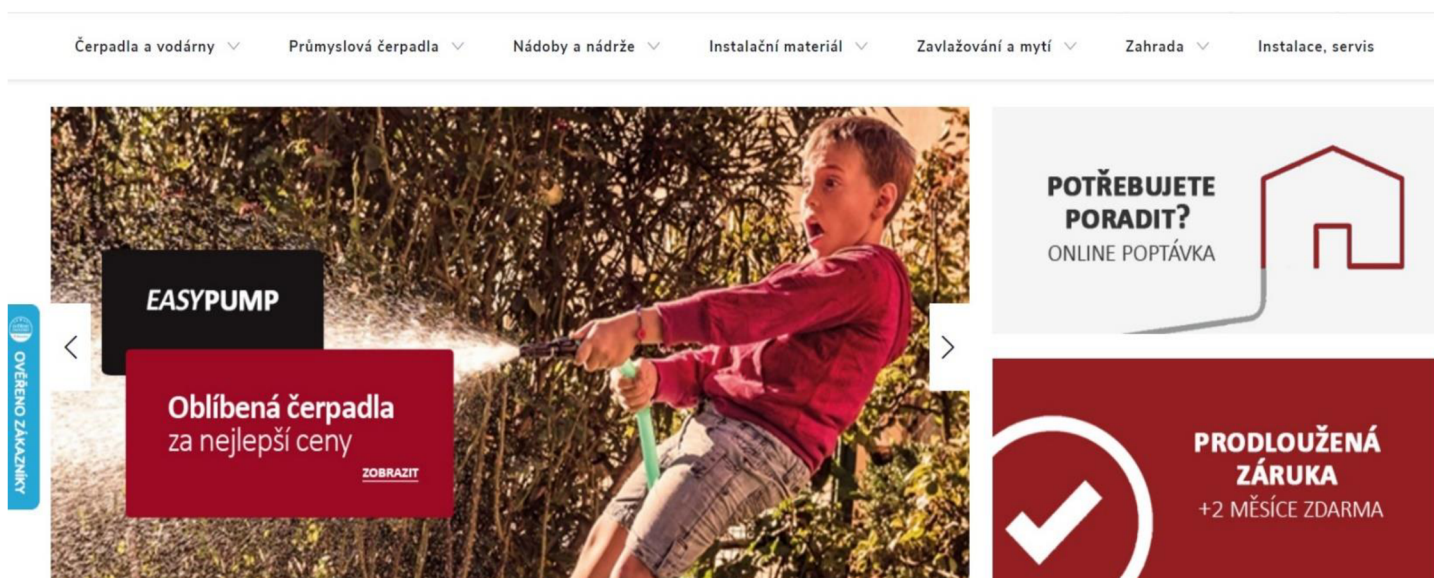 Čerpadla a vodárny
Průmyslová čerpadla
Nádoby a nádrže
Instalační materiál
Zavlažování a mytí
Zahrada
Instalace, servis
EASYPUMP
Oblíbená čerpadla
za nejlepší ceny
ZOBRAZIT
POTŘEBUJETE
PORADIT?
ONLINE POPTÁVKA
PRODLOUŽENÁ
ZÁRUKA
+2 MĚSÍCE ZDARMA
OVĚŘENO ZÁKAZNÍKY